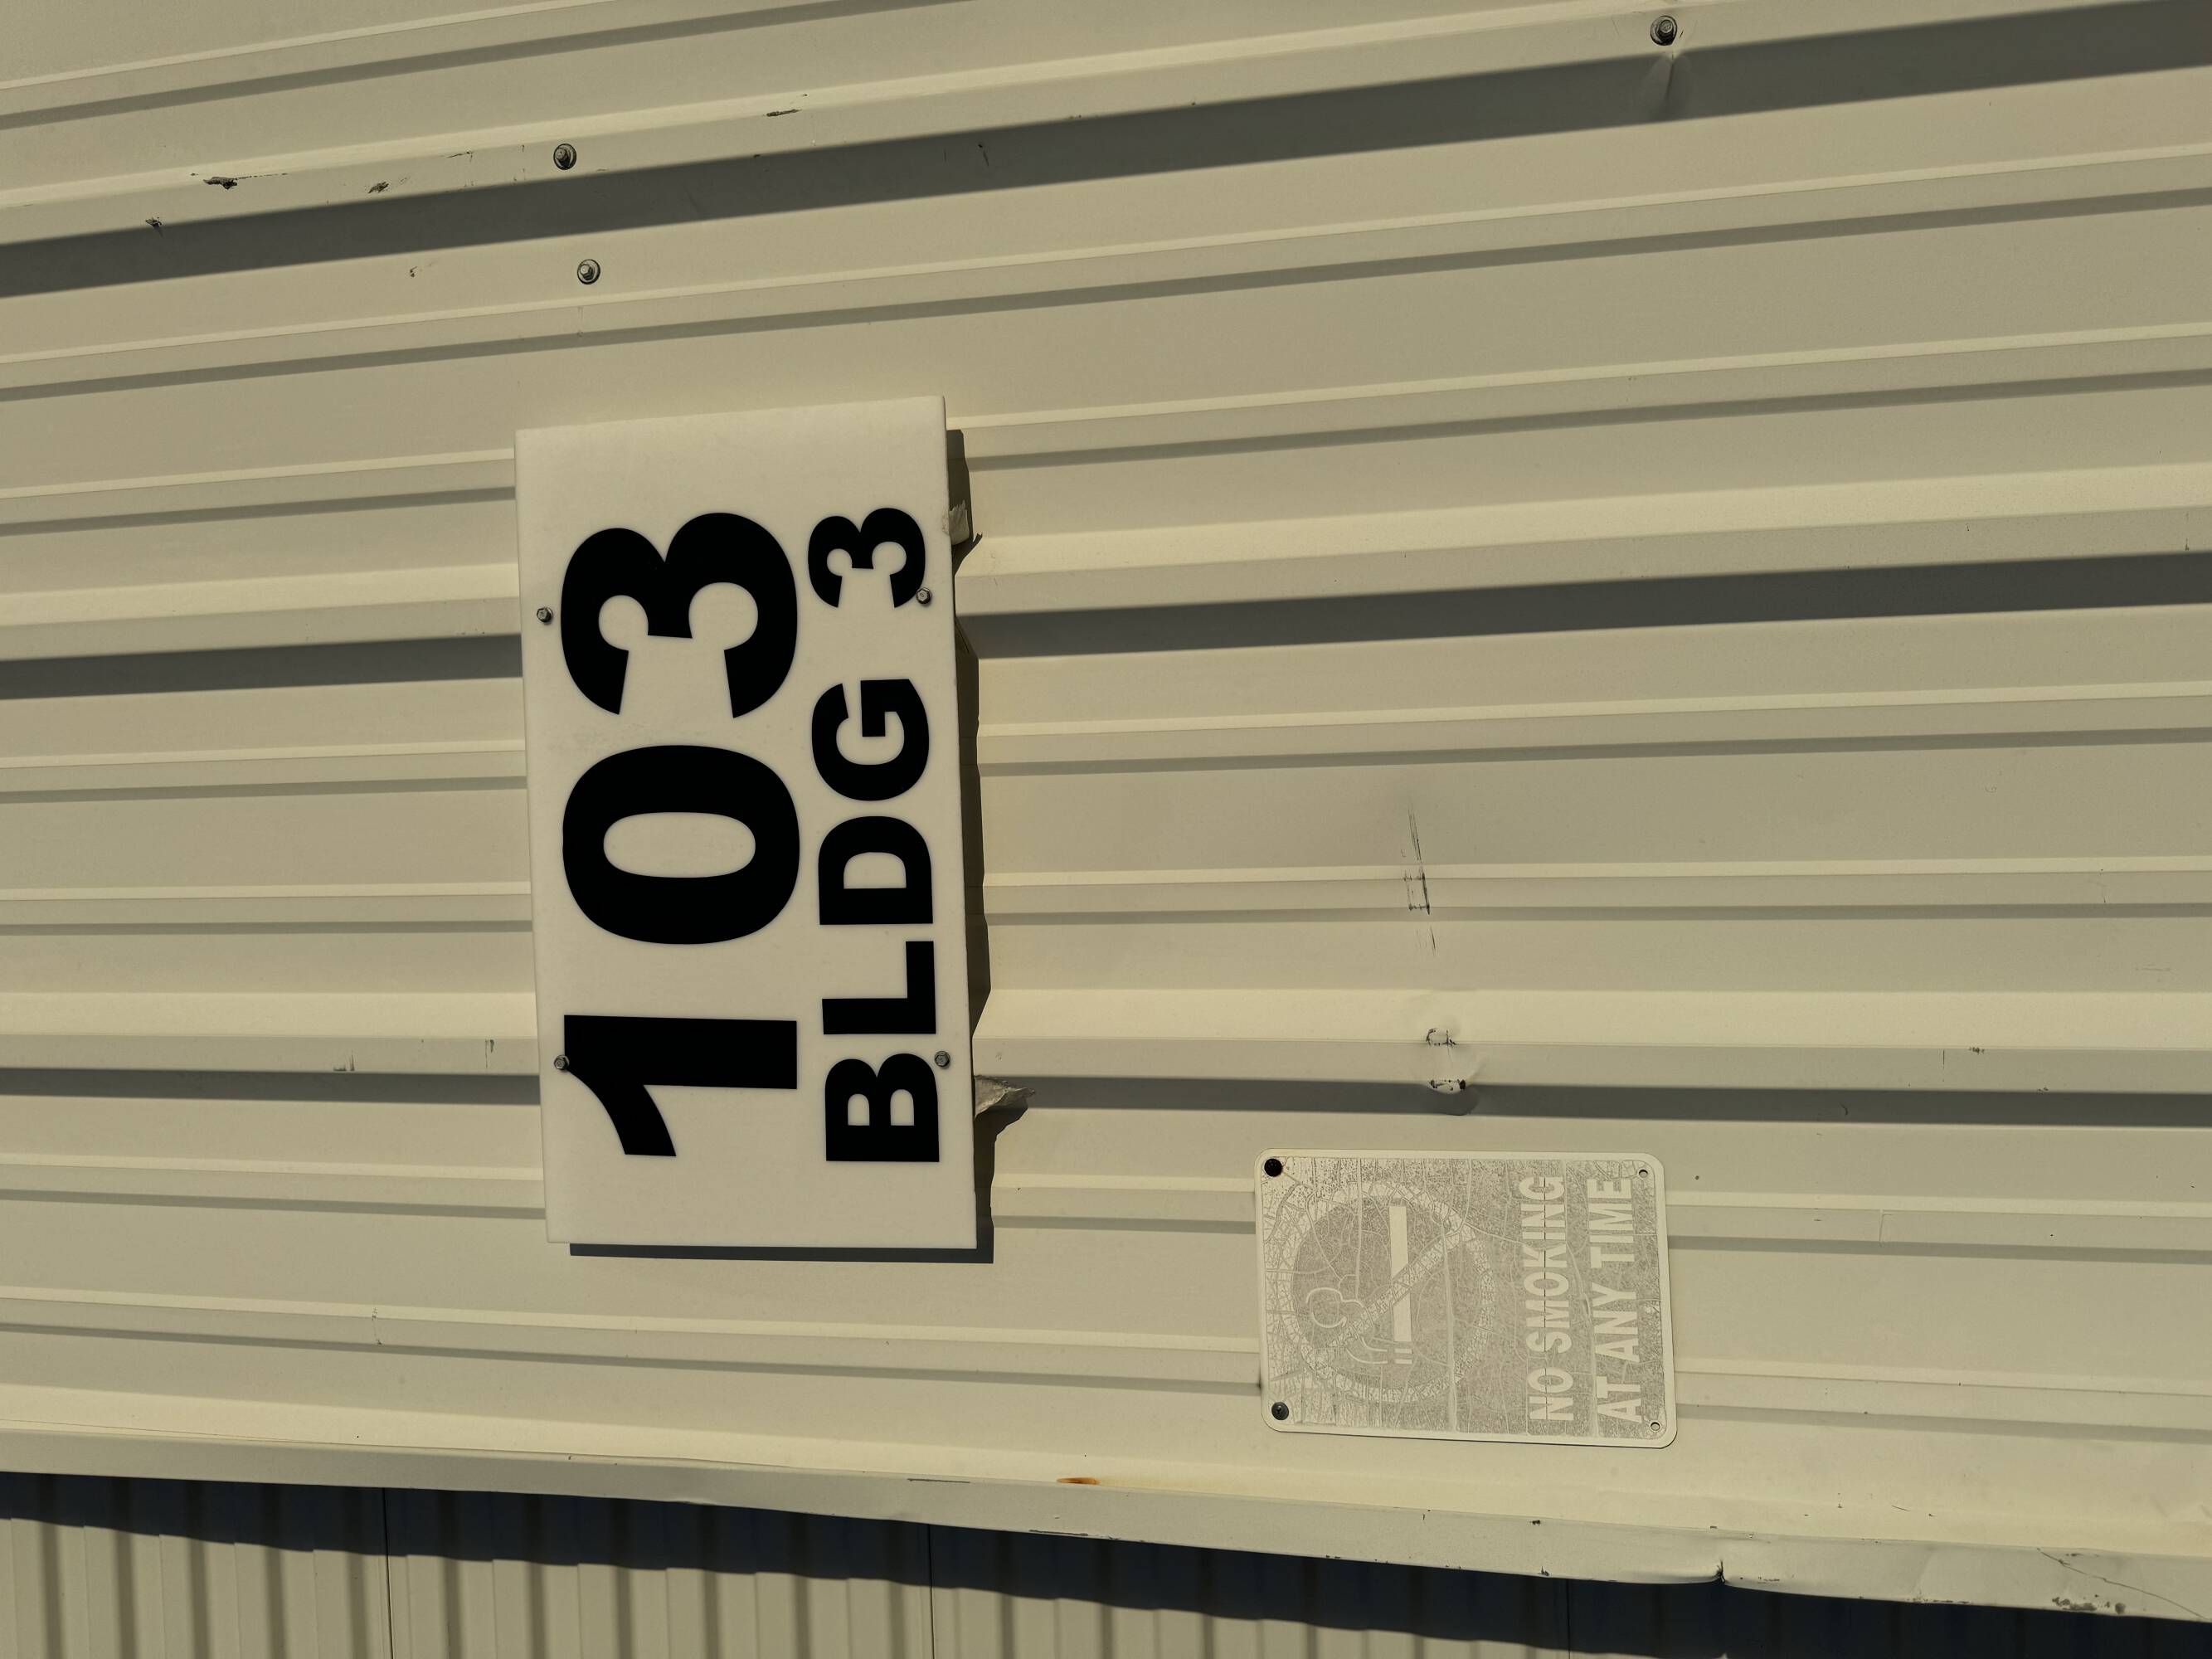 103
BLDG 3
NO SMOKING
AT ANY TIME